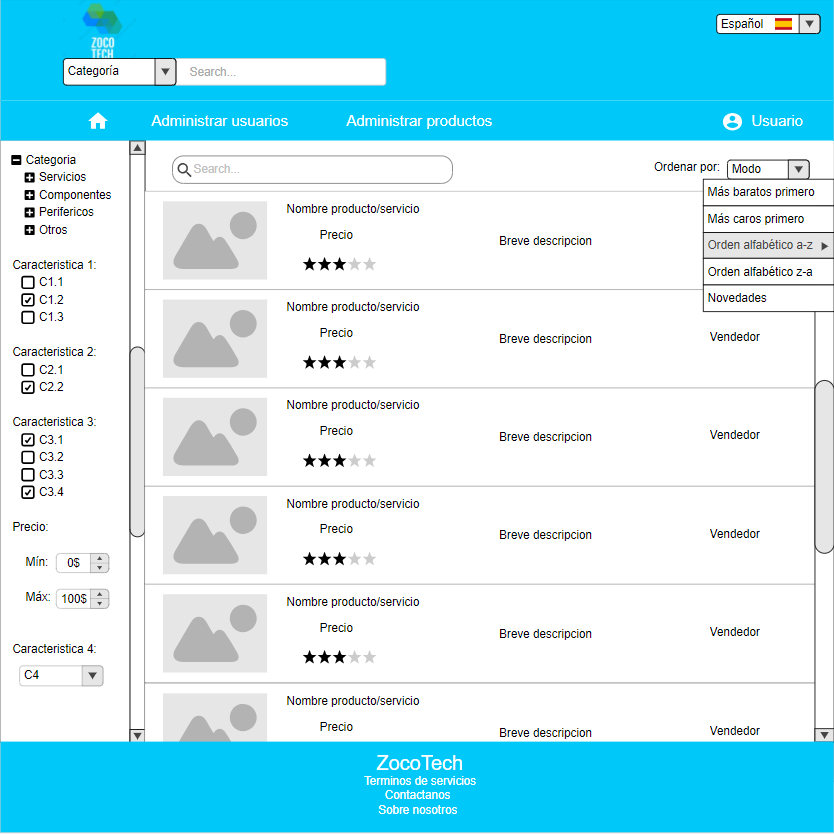 ZOCO
TECH
Español
Categoría
Search...
Administrar usuarios
Administrar productos
Usuario
Categoria
Servicios
Componentes
Perifericos
Otros
Caracteristica 1:
C1.1
C1.2
C1.3
Caracteristica 2:
C2.1
C2.2
Caracteristica 3:
C3.1
C3.2
C3.3
C3.4
Precio:
Mín: 0$
Máx: 100$
Caracteristica 4:
C4
Search...
Ordenar por: Modo
Más baratos primero
Más caros primero
Orden alfabético a-z
Orden alfabético z-a
Novedades
Nombre producto/servicio
Precio
Breve descripcion
Nombre producto/servicio
Precio
Breve descripcion
Vendedor
Nombre producto/servicio
Precio
Breve descripcion
Vendedor
Nombre producto/servicio
Precio
Breve descripcion
Vendedor
Nombre producto/servicio
Precio
Breve descripcion
Vendedor
Nombre producto/servicio
Precio
Breve descripcion
Vendedor
ZocoTech
Terminos de servicios
Contactanos
Sobre nosotros